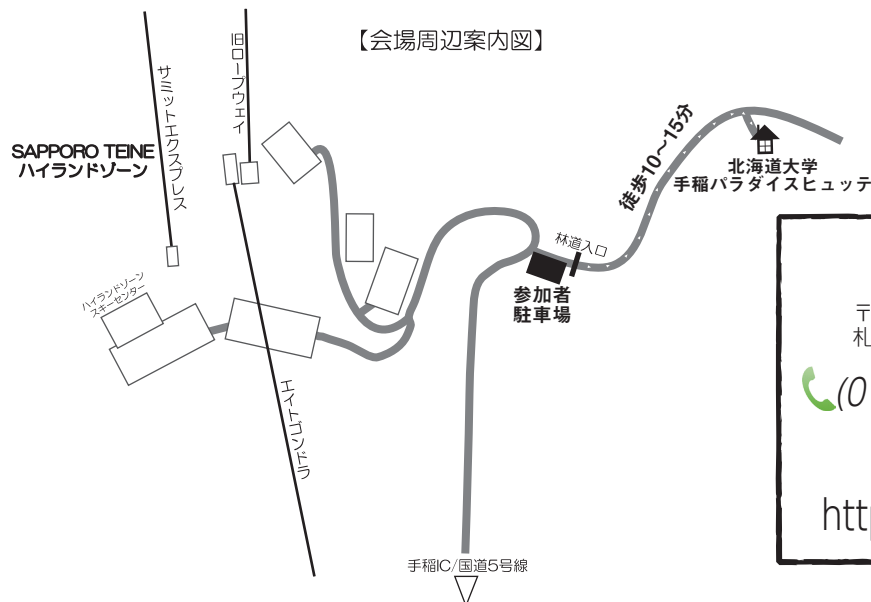 【会場周辺案内図】
旧ロープウェイ
サミットエクスプレス
SAPPORO TEINE
ハイランドゾーン
徒歩10〜15分
北海道大学
手稲パラダイスヒュッテ
林道入口
参加者
駐車場
ハイランドゾーン
スキーセンター
エイトゴンドラ
手稲IC/国道5号線
〒
札
(0
http